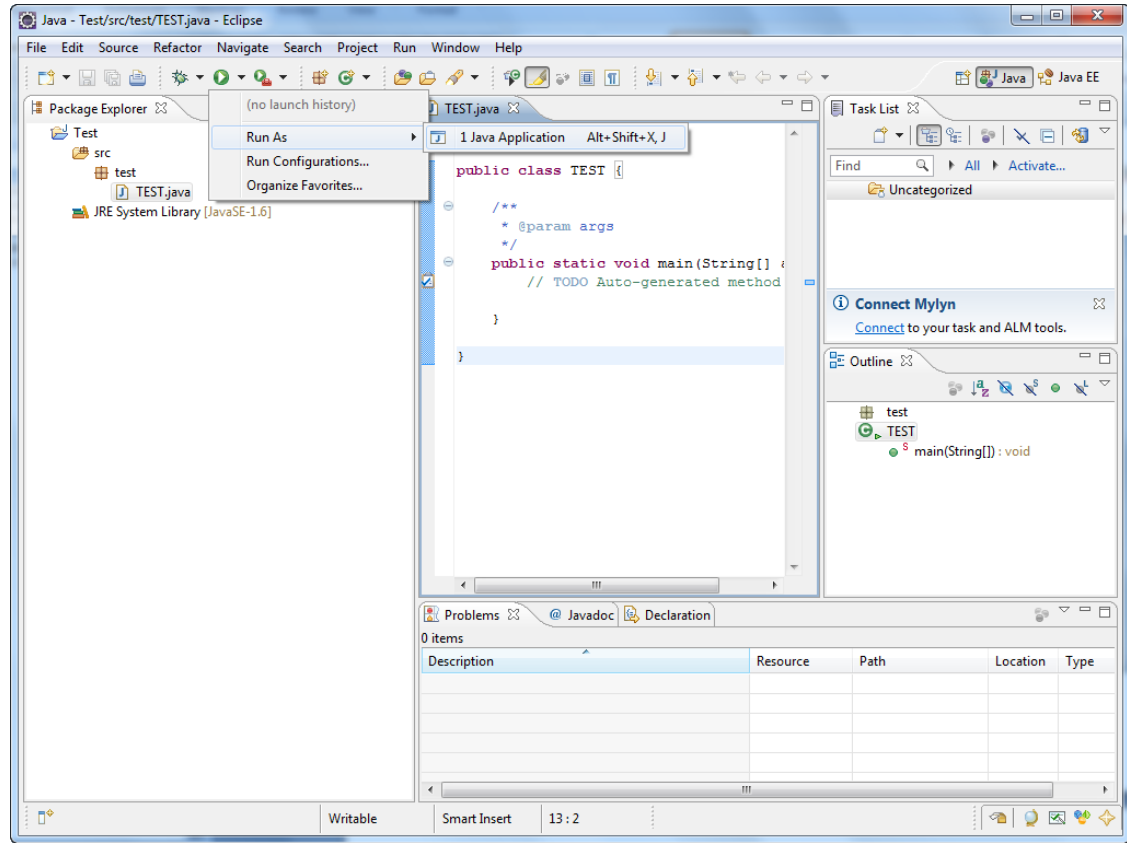 Java - Test/src/test/TEST.java - Eclipse
File Edit Source Refactor Navigate Search Project Run Window Help
Java Java EE
Package Explorer
Test
src
test
TEST.java
JRE System Library [JavaSE-1.6]
(no launch history)
Run As
Run Configurations...
Organize Favorites...
1 Java Application Alt+Shift+X, J
TEST.java
public class TEST {
/**
* @param args
*/
public static void main(String[] a
// TODO Auto-generated method
}
}
Task List
Find All Activate...
Uncategorized
Connect Mylyn
Connect to your task and ALM tools.
Outline
test
TEST
main(String[]) : void
Problems @ Javadoc Declaration
0 items
Description Resource Path Location Type
Writable Smart Insert 13 : 2